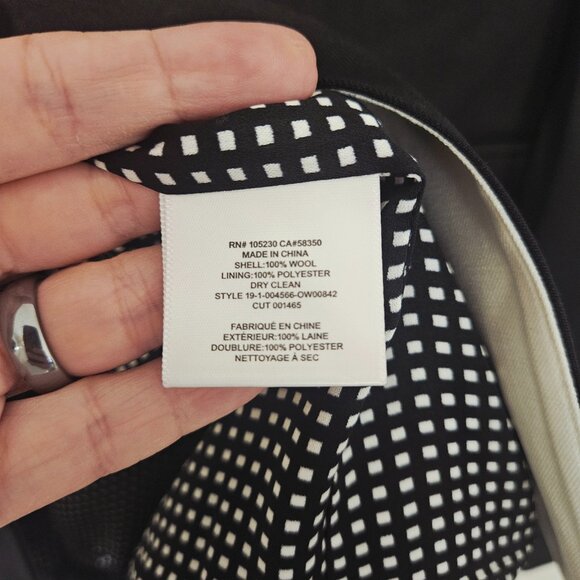 RN# 105230 CA#58350
MADE IN CHINA
SHELL:100% WOOL
LINING:100% POLYESTER
DRY CLEAN
STYLE 19-1-004566-OW00842
CUT 001465
FABRIQUÉ EN CHINE
EXTÉRIEUR:100% LAINE
DOUBLURE:100% POLYESTER
NETTOYAGE À SEC